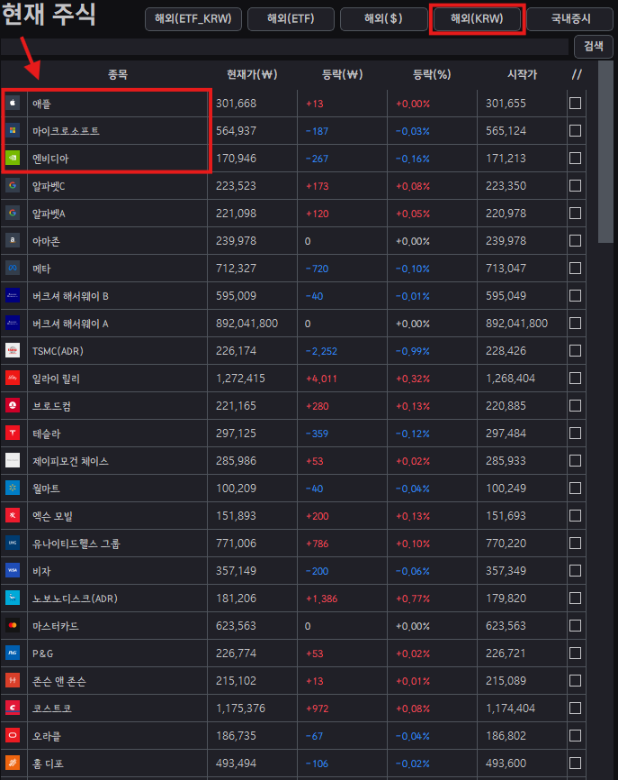 현재 주식
해외(ETF_KRW) 해외(ETF) 해외($) 해외(KRW) 국내증시
검색
종목 현재가(₩) 등락(₩) 등락(%) 시작가 //
애플 301,668 +13 +0.00% 301,655
마이크로소프트 564,937 -187 -0.03% 565,124
엔비디아 170,946 -267 -0.16% 171,213
알파벳C 223,523 +173 +0.08% 223,350
알파벳A 221,098 +120 +0.05% 220,978
아마존 239,978 0 +0.00% 239,978
메타 712,327 -720 -0.10% 713,047
버크셔 해서웨이 B 595,009 -40 -0.01% 595,049
버크셔 해서웨이 A 892,041,800 0 +0.00% 892,041,800
TSMC(ADR) 226,174 -2,252 -0.99% 228,426
일라이 릴리 1,272,415 +4,011 +0.32% 1,268,404
브로드컴 221,165 +280 +0.13% 220,885
테슬라 297,125 -359 -0.12% 297,484
제이피모건 체이스 285,986 +53 +0.02% 285,933
월마트 100,209 -40 -0.04% 100,249
엑슨 모빌 151,893 +200 +0.13% 151,693
유나이티드헬스 그룹 771,006 +786 +0.10% 770,220
VISA 비자 357,149 -200 -0.06% 357,349
노보노디스크(ADR) 181,206 +1,386 +0.77% 179,820
마스터카드 623,563 0 +0.00% 623,563
P&G 226,774 +53 +0.02% 226,721
존슨 앤 존슨 215,102 +13 +0.01% 215,089
코스트코 1,175,376 +972 +0.08% 1,174,404
오라클 186,735 -67 -0.04% 186,802
홈 디포 493,494 -106 -0.02% 493,600